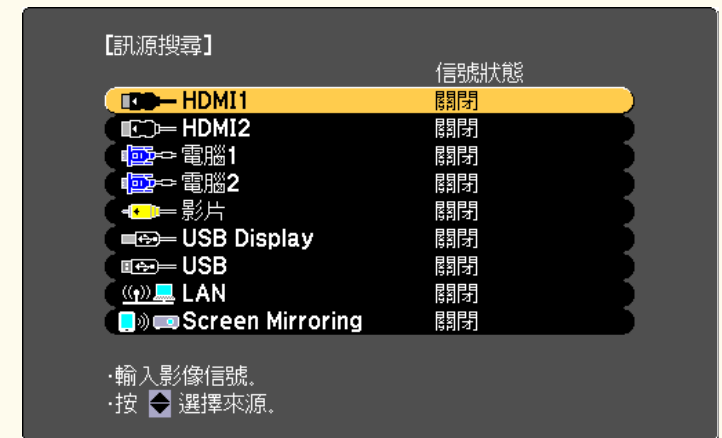 【訊源搜尋】
信號狀態
HDMI1 關閉
HDMI2 關閉
電腦1 關閉
電腦2 關閉
影片 關閉
USB Display 關閉
USB 關閉
LAN 關閉
Screen Mirroring 關閉
·輸入影像信號.
·按 選擇來源.